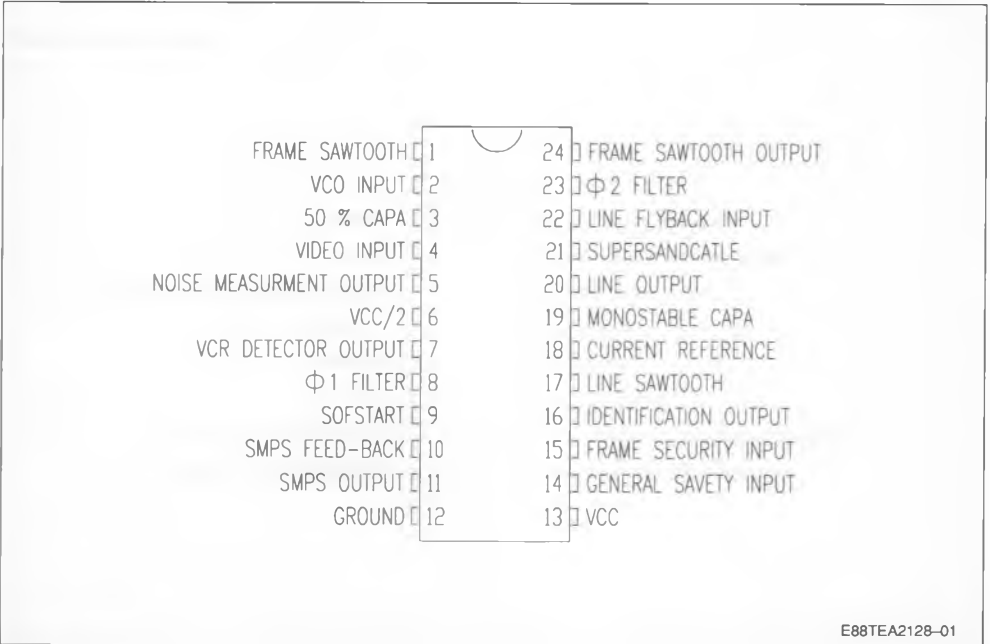 FRAME SAWTOOTH 1
VCO INPUT 2
50 % CAPA 3
VIDEO INPUT 4
NOISE MEASURMENT OUTPUT 5
VCC/2 6
VCR DETECTOR OUTPUT 7
Φ1 FILTER 8
SOFSTART 9
SMPS FEED-BACK 10
SMPS OUTPUT 11
GROUND 12
24 FRAME SAWTOOTH OUTPUT
23 Φ2 FILTER
22 LINE FLYBACK INPUT
21 SUPERSANDCATLE
20 LINE OUTPUT
19 MONOSTABLE CAPA
18 CURRENT REFERENCE
17 LINE SAWTOOTH
16 IDENTIFICATION OUTPUT
15 FRAME SECURITY INPUT
14 GENERAL SAVETY INPUT
13 VCC
E88TEA2128-01